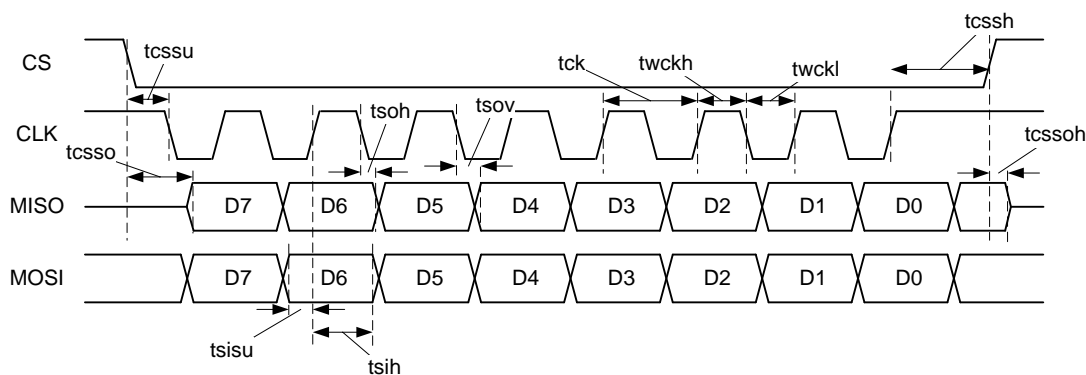 tcssh
tcssu
CS
tck
twckh
twckl
tsoh
tsov
CLK
tcsso
tcssoh
MISO
D7
D6
D5
D4
D3
D2
D1
D0
MOSI
D7
D6
D5
D4
D3
D2
D1
D0
tsisu
tsih